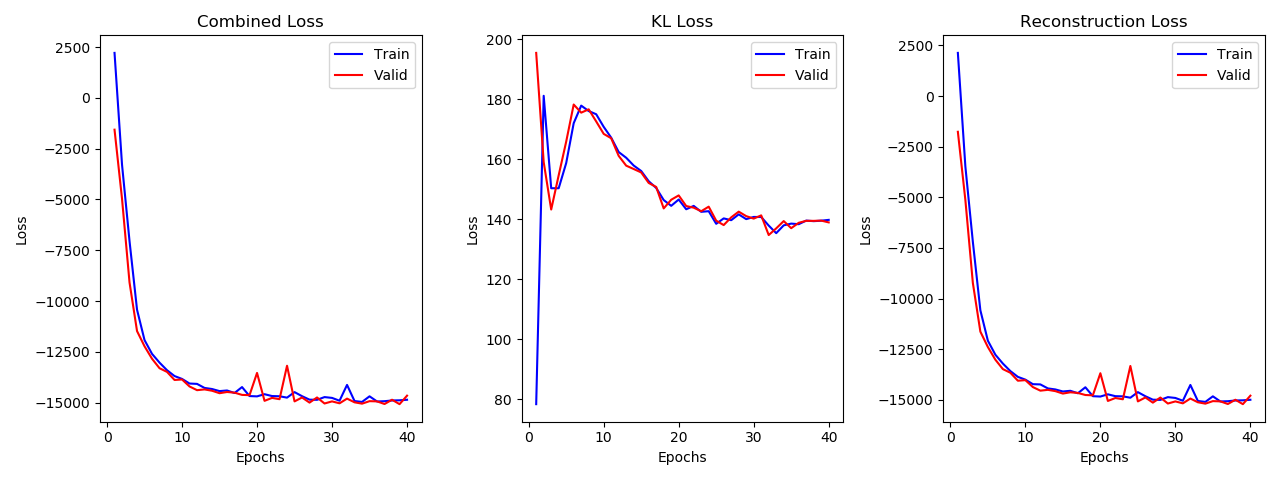 Combined Loss
2500
0
−2500
−5000
−7500
−10000
−12500
−15000
Loss
Train
Valid
0 10 20 30 40
Epochs
KL Loss
200
180
160
140
120
100
80
Loss
Train
Valid
0 10 20 30 40
Epochs
Reconstruction Loss
2500
0
−2500
−5000
−7500
−10000
−12500
−15000
Loss
Train
Valid
0 10 20 30 40
Epochs